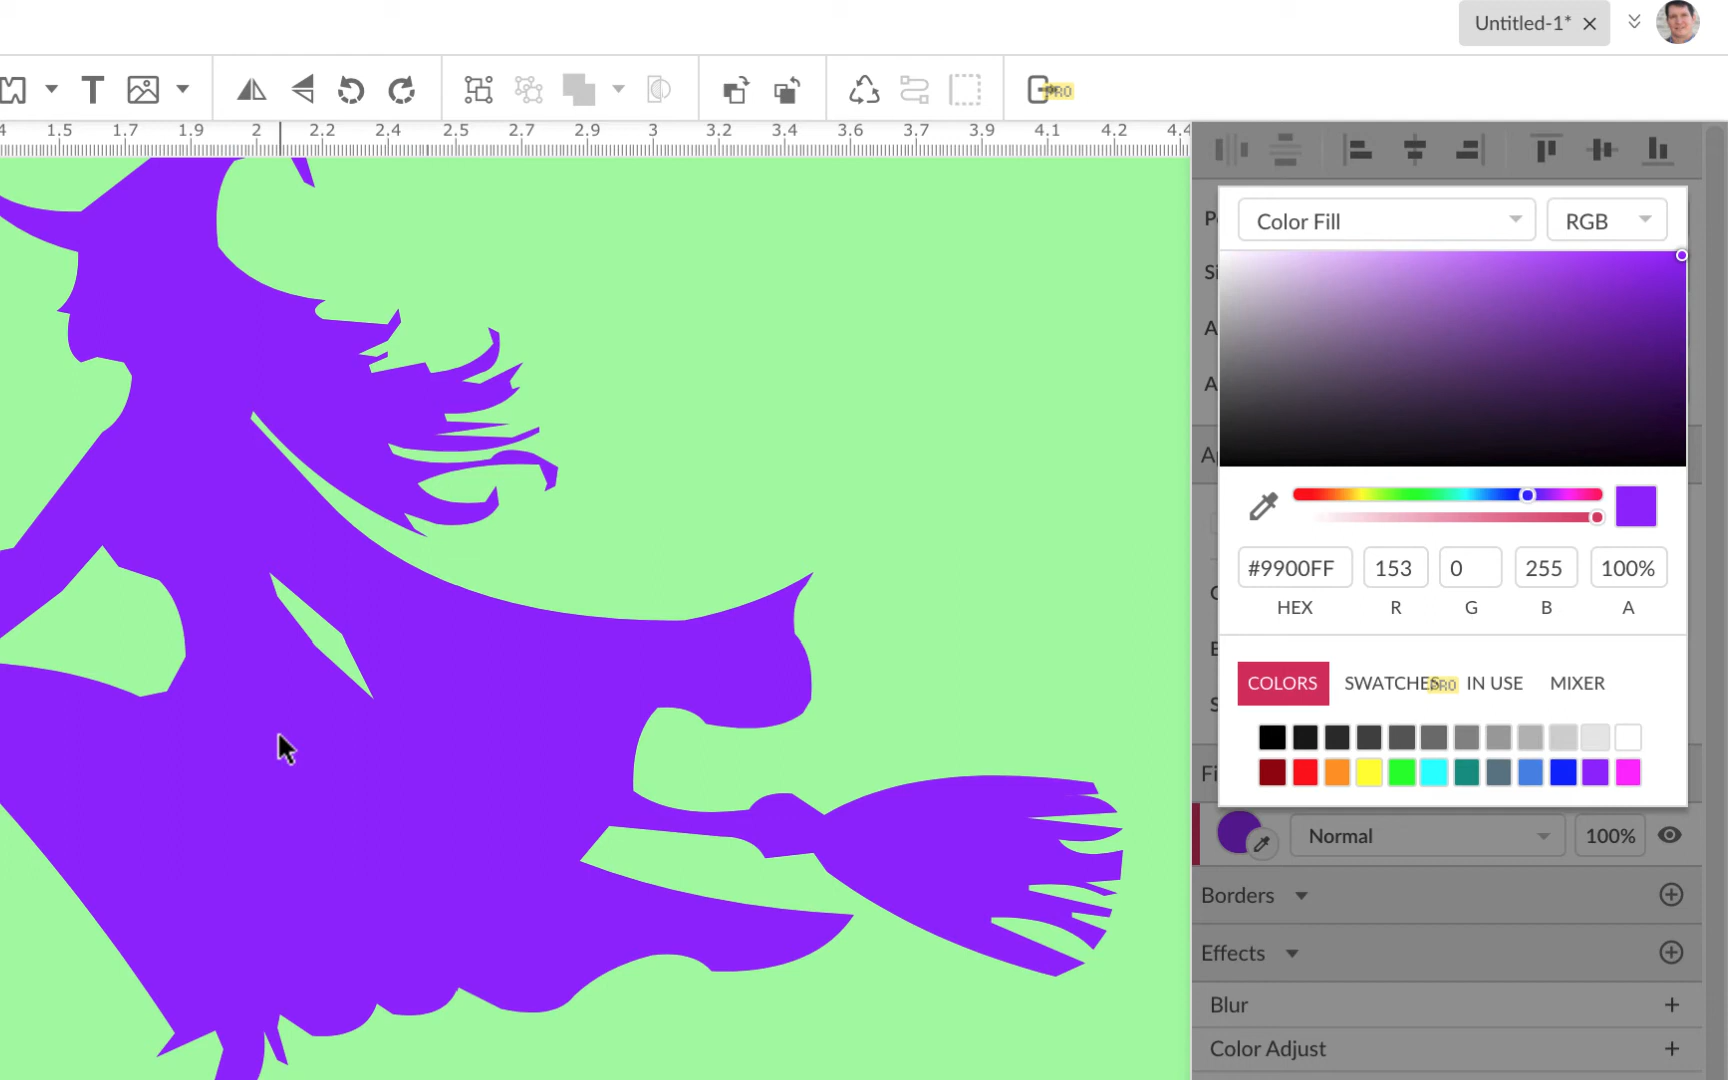 Untitled-1*
T
PRO
4 1.5 1.7 1.9 2 2.2 2.4 2.5 2.7 2.9 3 3.2 3.4 3.6 3.7 3.9 4.1 4.2 4.4
Color Fill RGB
#9900FF 153 0 255 100%
HEX R G B A
COLORS SWATCHES PRO IN USE MIXER
Normal 100%
Borders
Effects
Blur
Color Adjust